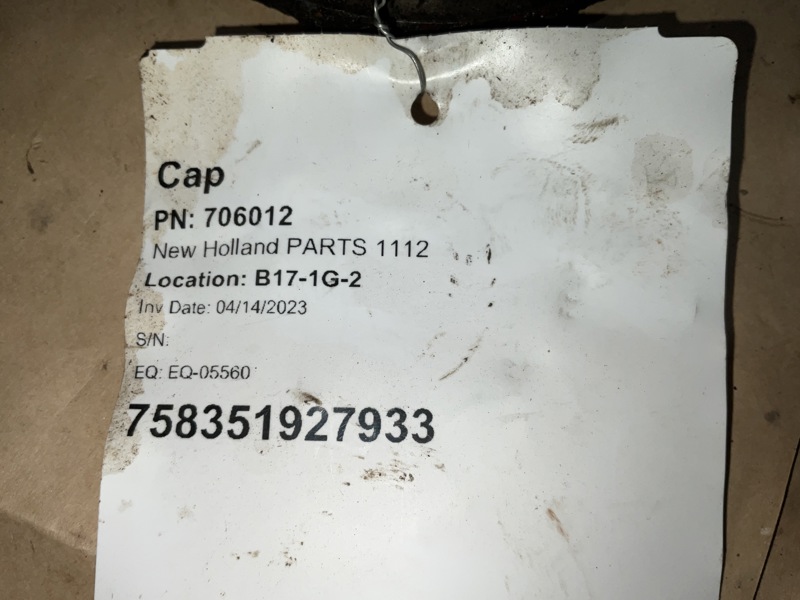 Cap
PN: 706012
New Holland PARTS 1112
Location: B17-1G-2
Inv Date: 04/14/2023
S/N:
EQ: EQ-05560
758351927933